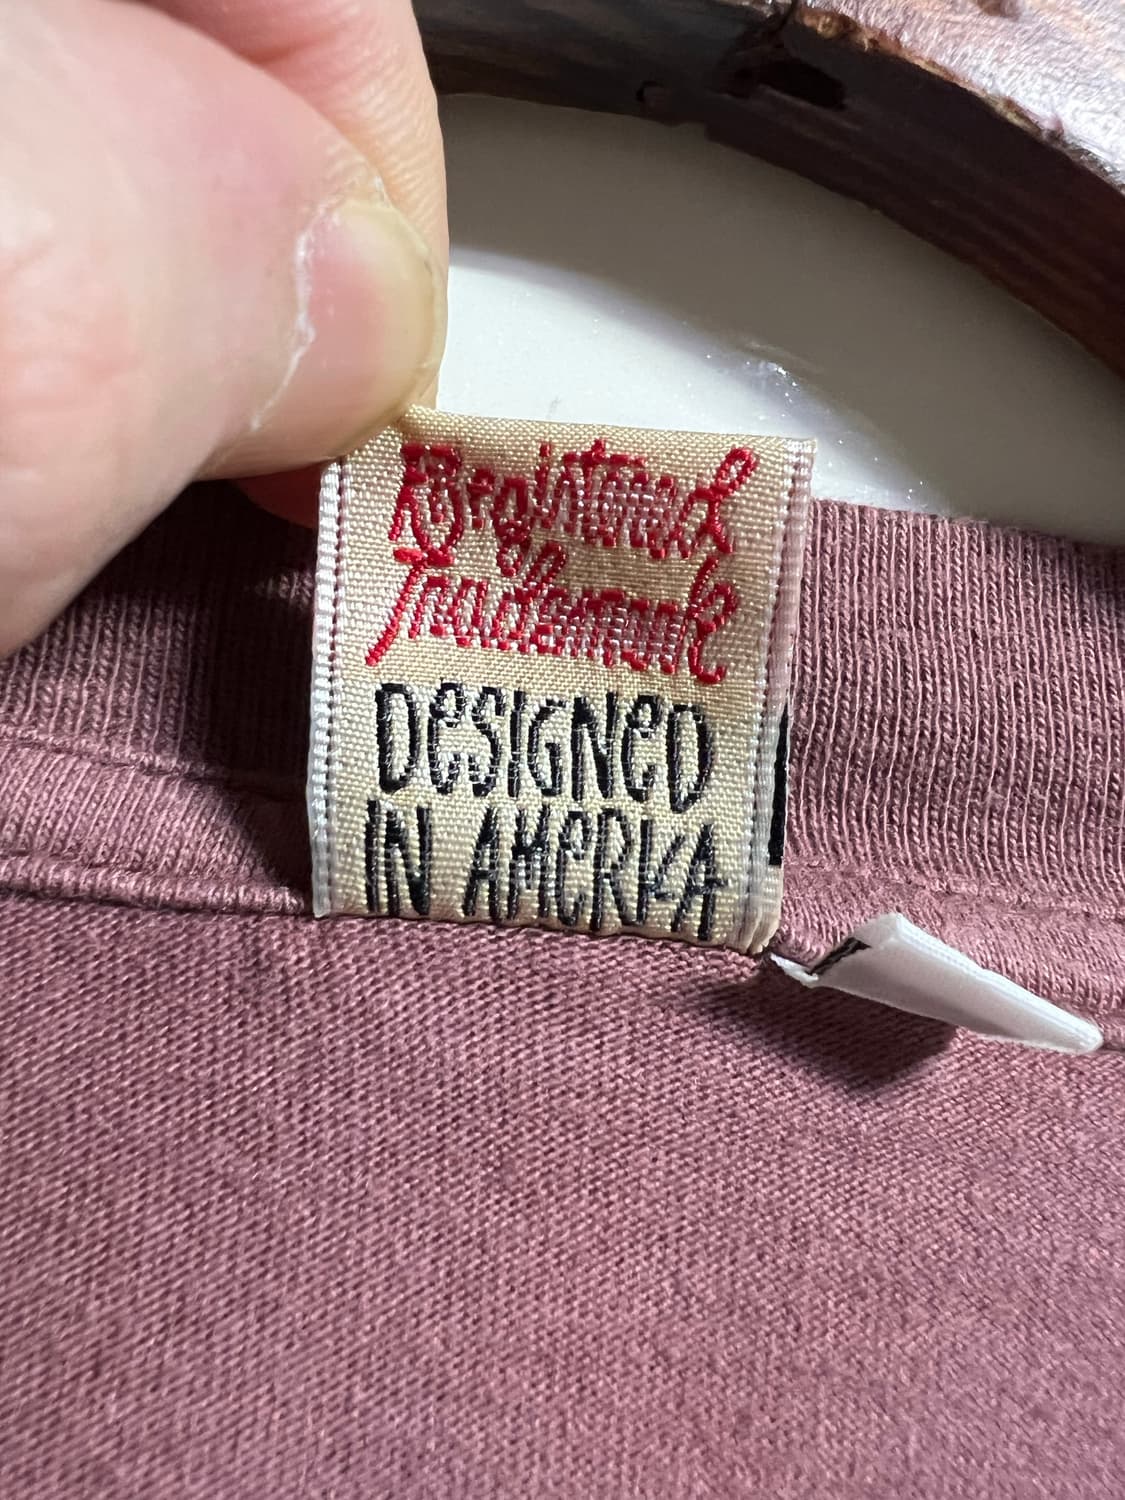 Registered
Trademark
DeSIGNeD
IN AMeRKA